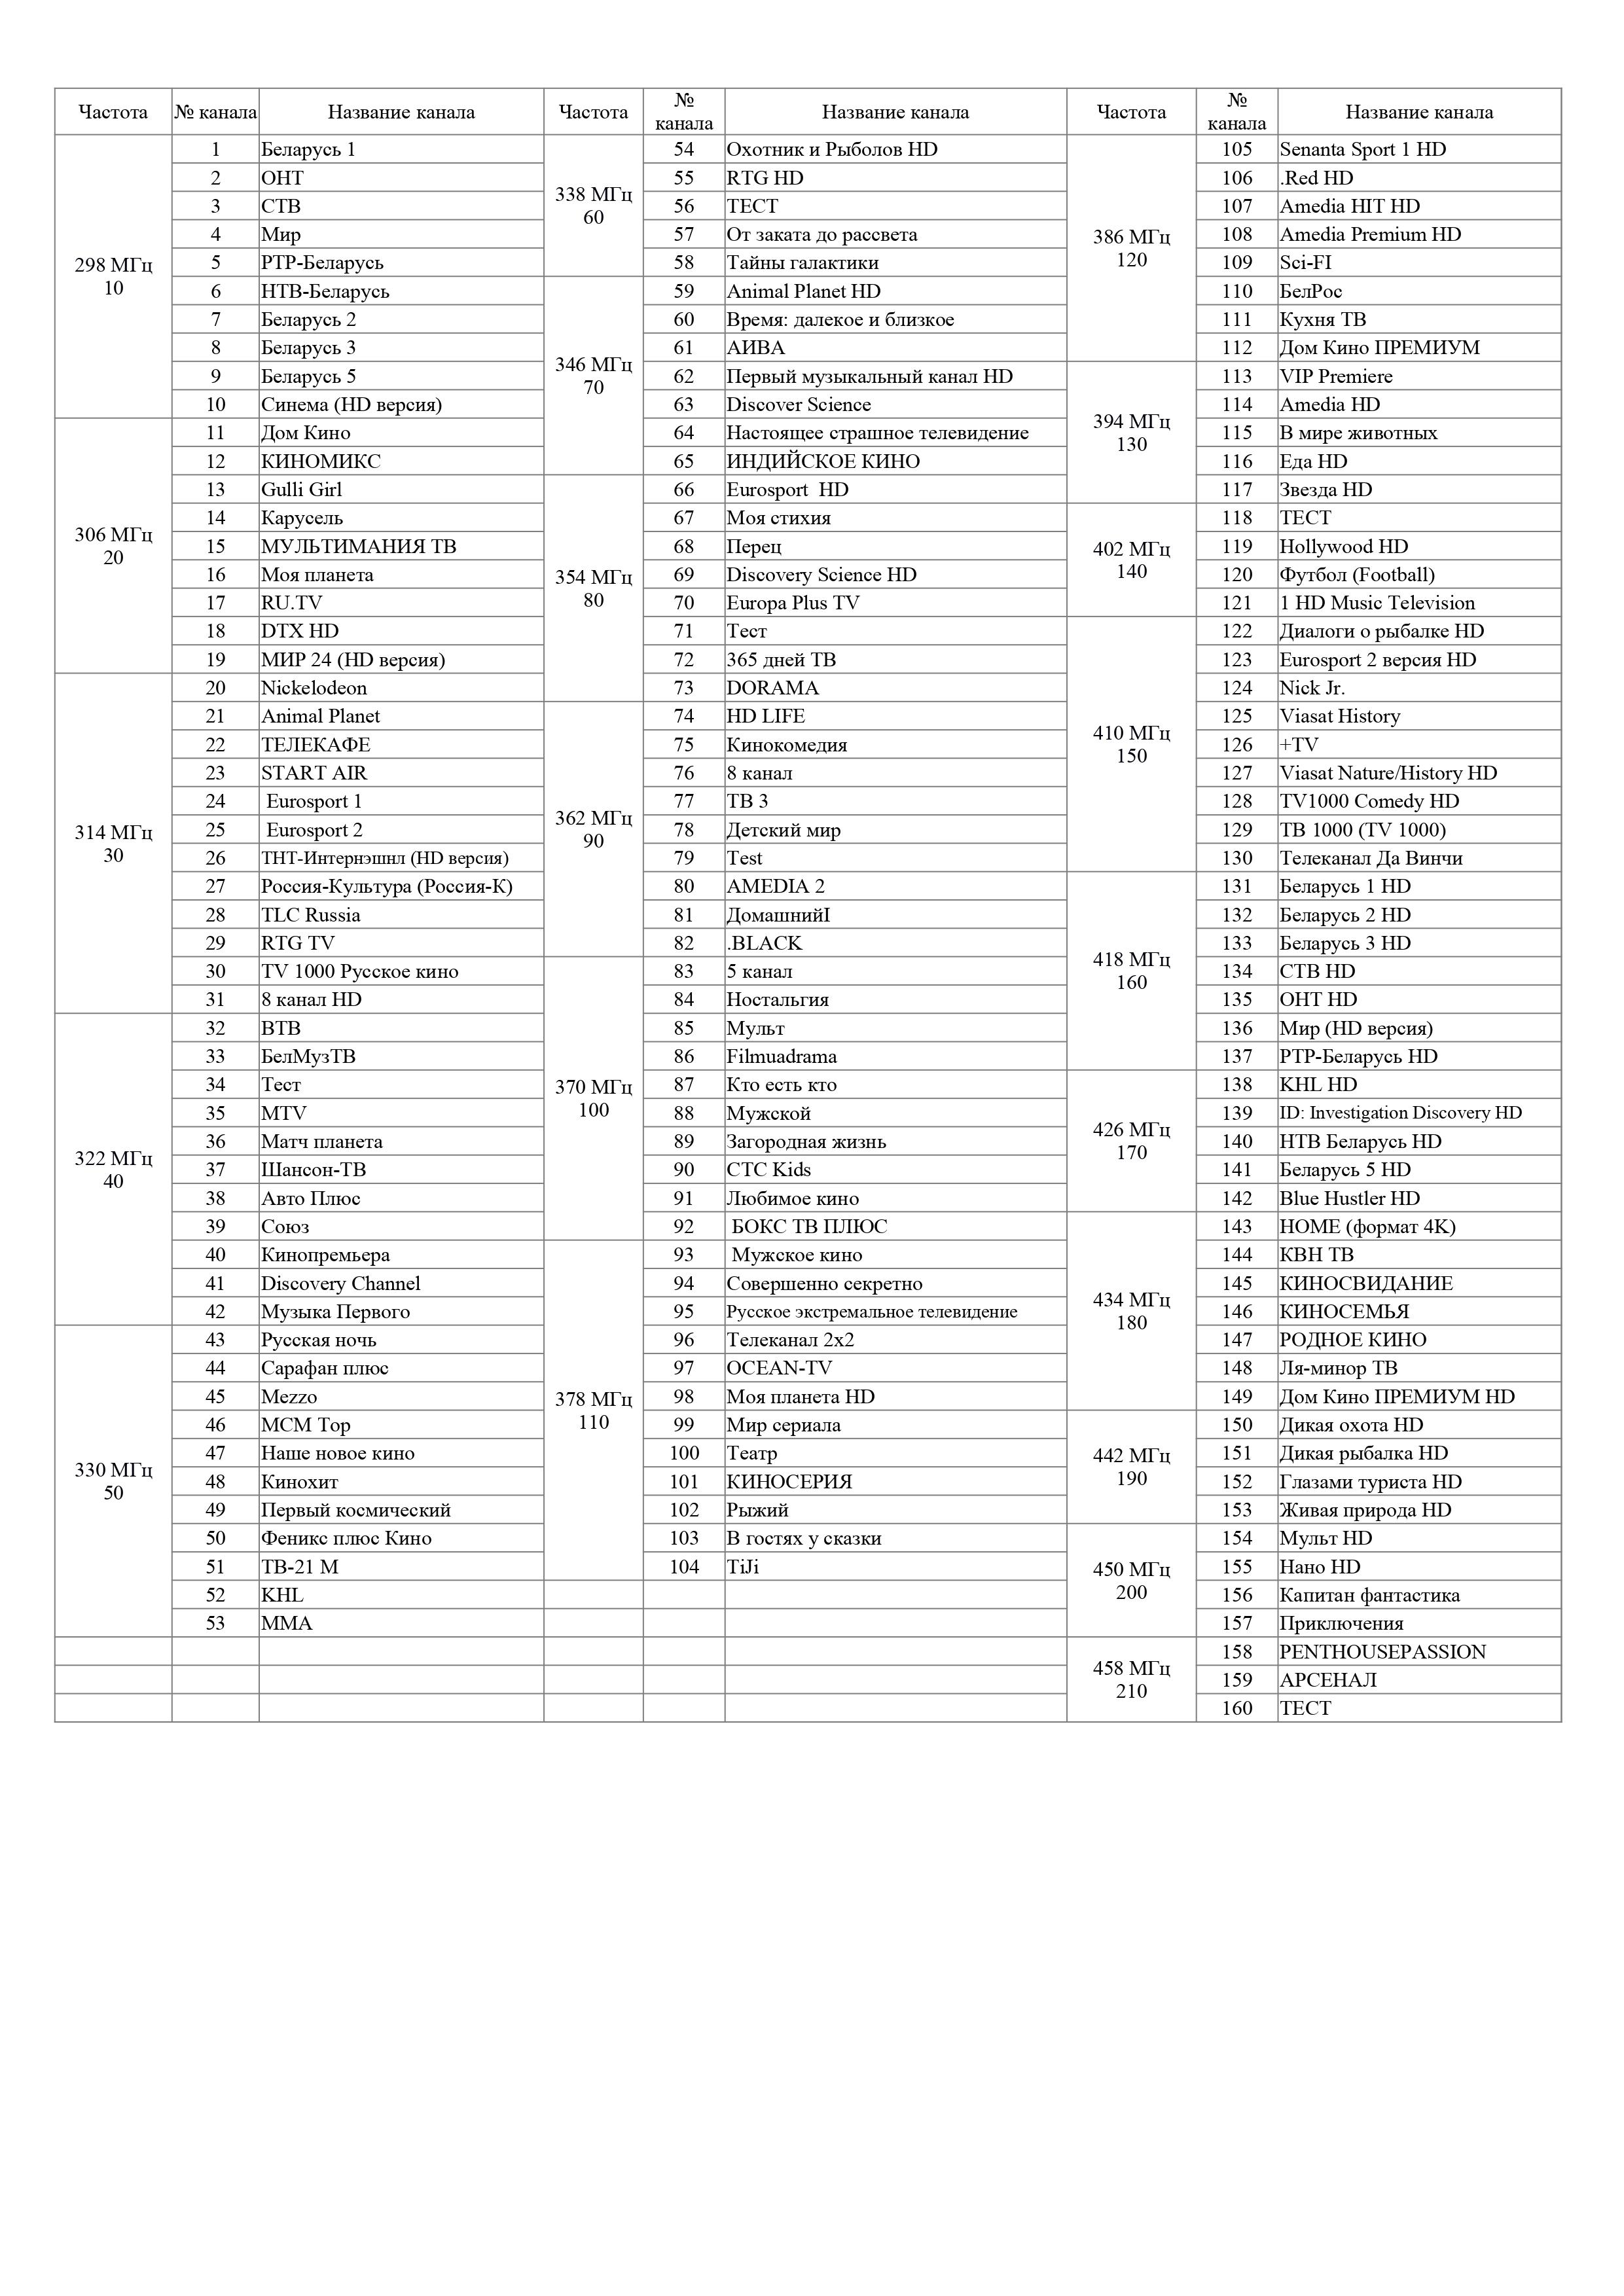 Частота № канала Название канала Частота № канала Название канала Частота № канала Название канала
298 МГц 10 1 Беларусь 1 338 МГц 60 54 Охотник и Рыболов HD 386 МГц 120 105 Senanta Sport 1 HD
2 ОНТ 55 RTG HD 106 .Red HD
3 СТВ 56 ТЕСТ 107 Amedia HIT HD
4 Мир 57 От заката до рассвета 108 Amedia Premium HD
5 РТР-Беларусь 58 Тайны галактики 109 Sci-FI
6 НТВ-Беларусь 346 МГц 70 59 Animal Planet HD 110 БелРос
7 Беларусь 2 60 Время: далекое и близкое 111 Кухня ТВ
8 Беларусь 3 61 АИВА 112 Дом Кино ПРЕМИУМ
9 Беларусь 5 62 Первый музыкальный канал HD 394 МГц 130 113 VIP Premiere
10 Синема (HD версия) 63 Discover Science 114 Amedia HD
306 МГц 20 11 Дом Кино 64 Настоящее страшное телевидение 115 В мире животных
12 КИНОМИКС 65 ИНДИЙСКОЕ КИНО 116 Еда HD
13 Gulli Girl 354 МГц 80 66 Eurosport HD 117 Звезда HD
14 Карусель 67 Моя стихия 402 МГц 140 118 ТЕСТ
15 МУЛЬТИМАНИЯ ТВ 68 Перец 119 Hollywood HD
16 Моя планета 69 Discovery Science HD 120 Футбол (Football)
17 RU.TV 70 Europa Plus TV 121 1 HD Music Television
18 DTX HD 71 Тест 410 МГц 150 122 Диалоги о рыбалке HD
19 МИР 24 (HD версия) 72 365 дней ТВ 123 Eurosport 2 версия HD
314 МГц 30 20 Nickelodeon 73 DORAMA 124 Nick Jr.
21 Animal Planet 362 МГц 90 74 HD LIFE 125 Viasat History
22 ТЕЛЕКАФЕ 75 Кинокомедия 126 +TV
23 START AIR 76 8 канал 127 Viasat Nature/History HD
24 Eurosport 1 77 ТВ 3 128 TV1000 Comedy HD
25 Eurosport 2 78 Детский мир 129 ТВ 1000 (TV 1000)
26 ТНТ-Интернэшнл (HD версия) 79 Test 130 Телеканал Да Винчи
27 Россия-Культура (Россия-К) 80 AMEDIA 2 418 МГц 160 131 Беларусь 1 HD
28 TLC Russia 81 ДомашнийI 132 Беларусь 2 HD
29 RTG TV 82 .BLACK 133 Беларусь 3 HD
30 TV 1000 Русское кино 370 МГц 100 83 5 канал 134 СТВ HD
31 8 канал HD 84 Ностальгия 135 ОНТ HD
322 МГц 40 32 ВТВ 85 Мульт 136 Мир (HD версия)
33 БелМузТВ 86 Filmuadrama 137 РТР-Беларусь HD
34 Тест 87 Кто есть кто 426 МГц 170 138 KHL HD
35 MTV 88 Мужской 139 ID: Investigation Discovery HD
36 Матч планета 89 Загородная жизнь 140 НТВ Беларусь HD
37 Шансон-ТВ 90 СТС Kids 141 Беларусь 5 HD
38 Авто Плюс 91 Любимое кино 142 Blue Hustler HD
39 Союз 92 БОКС ТВ ПЛЮС 434 МГц 180 143 HOME (формат 4K)
40 Кинопремьера 378 МГц 110 93 Мужское кино 144 КВН ТВ
41 Discovery Channel 94 Совершенно секретно 145 КИНОСВИДАНИЕ
42 Музыка Первого 95 Русское экстремальное телевидение 146 КИНОСЕМЬЯ
330 МГц 50 43 Русская ночь 96 Телеканал 2х2 147 РОДНОЕ КИНО
44 Сарафан плюс 97 OCEAN-TV 148 Ля-минор ТВ
45 Mezzo 98 Моя планета HD 149 Дом Кино ПРЕМИУМ HD
46 MCM Top 99 Мир сериала 442 МГц 190 150 Дикая охота HD
47 Наше новое кино 100 Театр 151 Дикая рыбалка HD
48 Кинохит 101 КИНОСЕРИЯ 152 Глазами туриста HD
49 Первый космический 102 Рыжий 153 Живая природа HD
50 Феникс плюс Кино 103 В гостях у сказки 450 МГц 200 154 Мульт HD
51 ТВ-21 М 104 TiJi 155 Нано HD
52 KHL 156 Капитан фантастика
53 ММА 157 Приключения
458 МГц 210 158 PENTHOUSEPASSION
159 АРСЕНАЛ
160 ТЕСТ